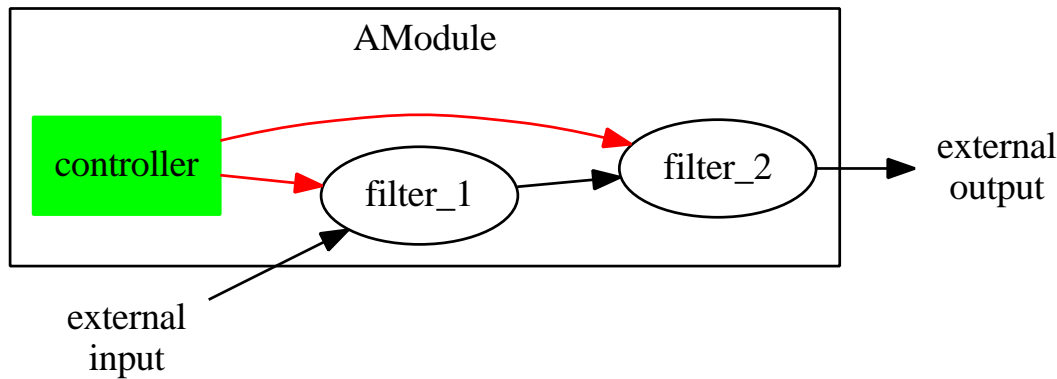 AModule
controller
filter_1
filter_2
external
output
external
input